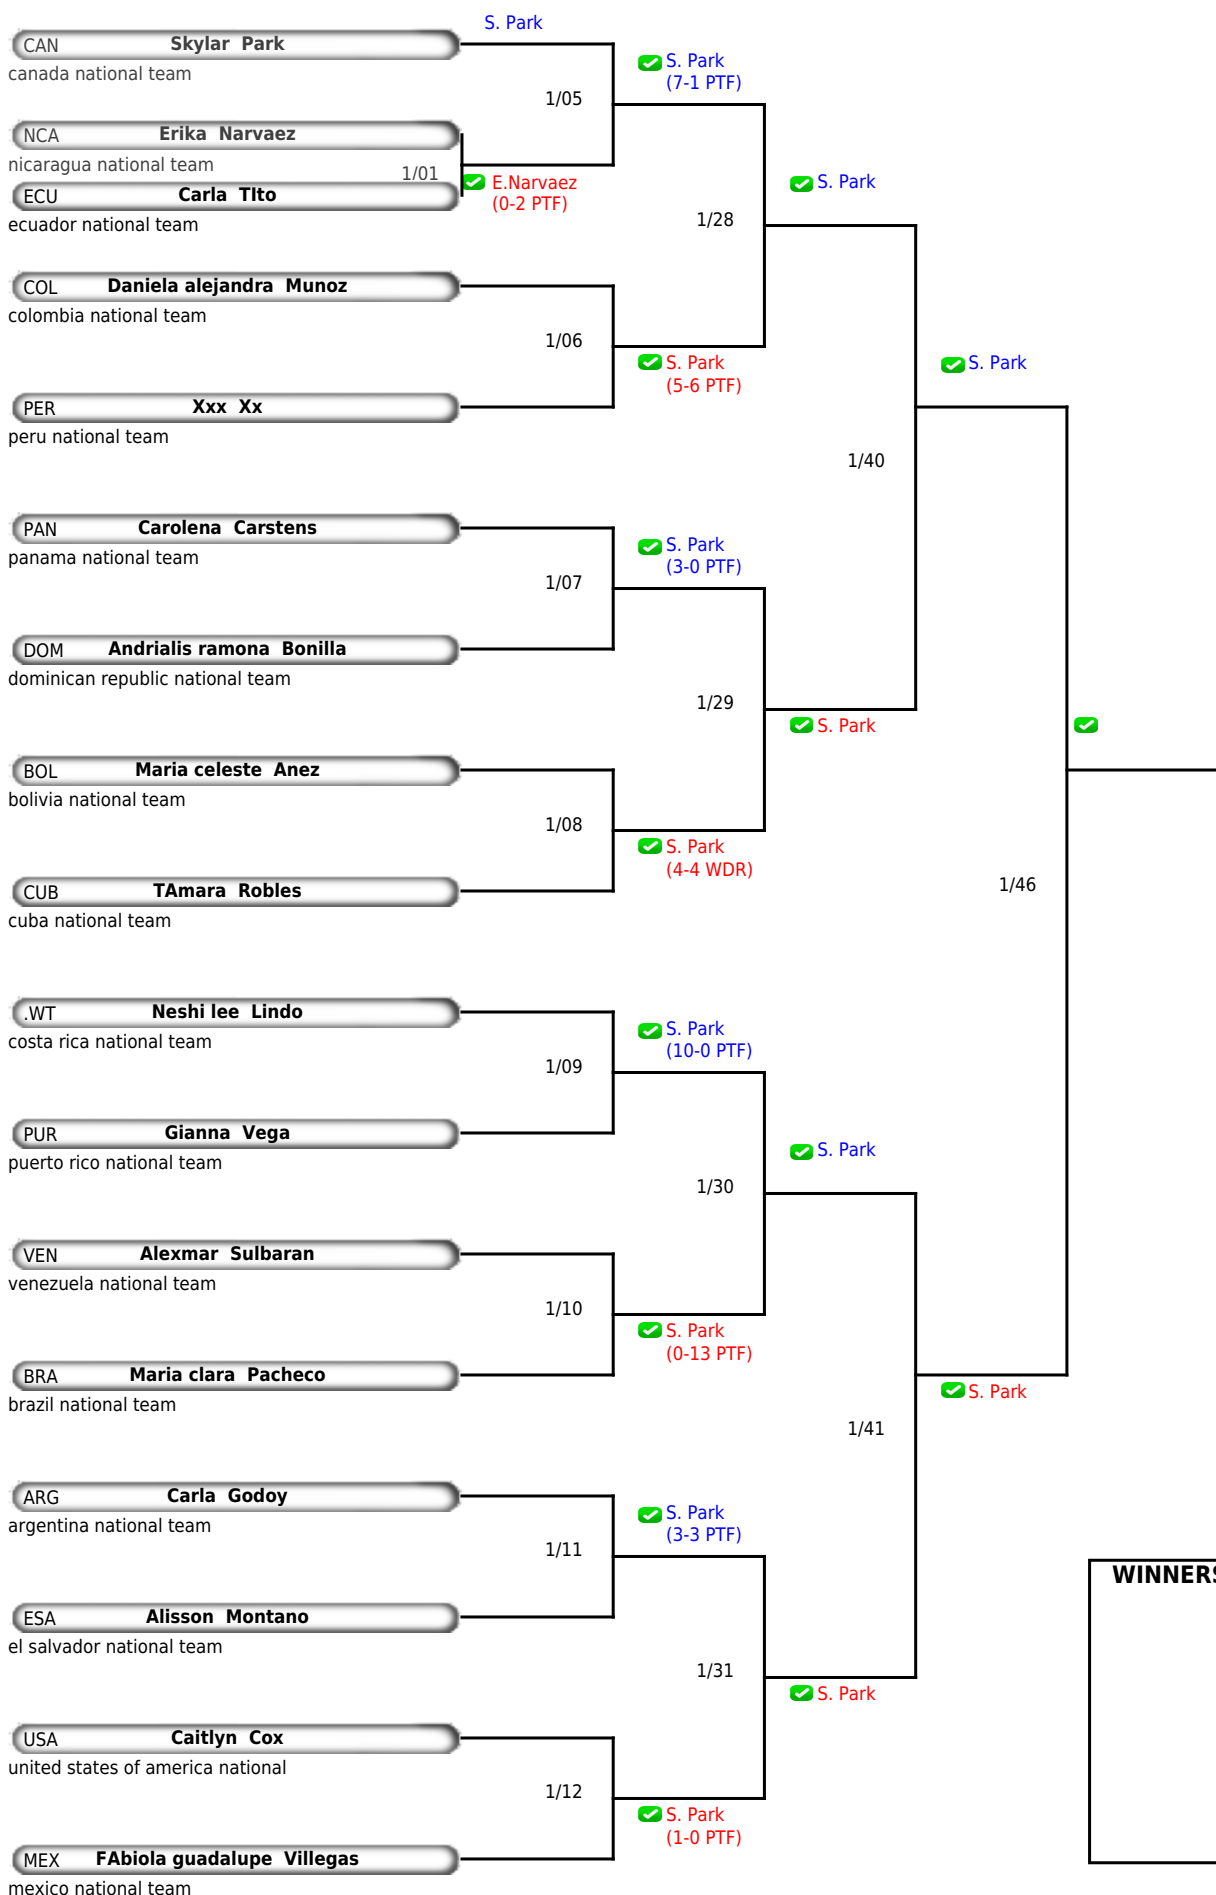 S. Park
CAN Skylar Park
canada national team
S. Park
(7-1 PTF)
1/05
NCA Erika Narvaez
nicaragua national team
1/01
E.Narvaez
(0-2 PTF)
S. Park
ECU Carla TIto
ecuador national team
1/28
COL Daniela alejandra Munoz
colombia national team
1/06
S. Park
(5-6 PTF)
S. Park
PER Xxx Xx
peru national team
1/40
PAN Carolena Carstens
panama national team
S. Park
(3-0 PTF)
1/07
DOM Andrialis ramona Bonilla
dominican republic national team
1/29
S. Park
BOL Maria celeste Anez
bolivia national team
1/08
S. Park
(4-4 WDR)
1/46
CUB TAmara Robles
cuba national team
.WT Neshi lee Lindo
costa rica national team
S. Park
(10-0 PTF)
1/09
PUR Gianna Vega
puerto rico national team
S. Park
1/30
VEN Alexmar Sulbaran
venezuela national team
1/10
S. Park
(0-13 PTF)
BRA Maria clara Pacheco
brazil national team
S. Park
1/41
ARG Carla Godoy
argentina national team
S. Park
(3-3 PTF)
1/11
WINNERS
ESA Alisson Montano
el salvador national team
1/31
S. Park
USA Caitlyn Cox
united states of america national
1/12
S. Park
(1-0 PTF)
MEX FAbiola guadalupe Villegas
mexico national team